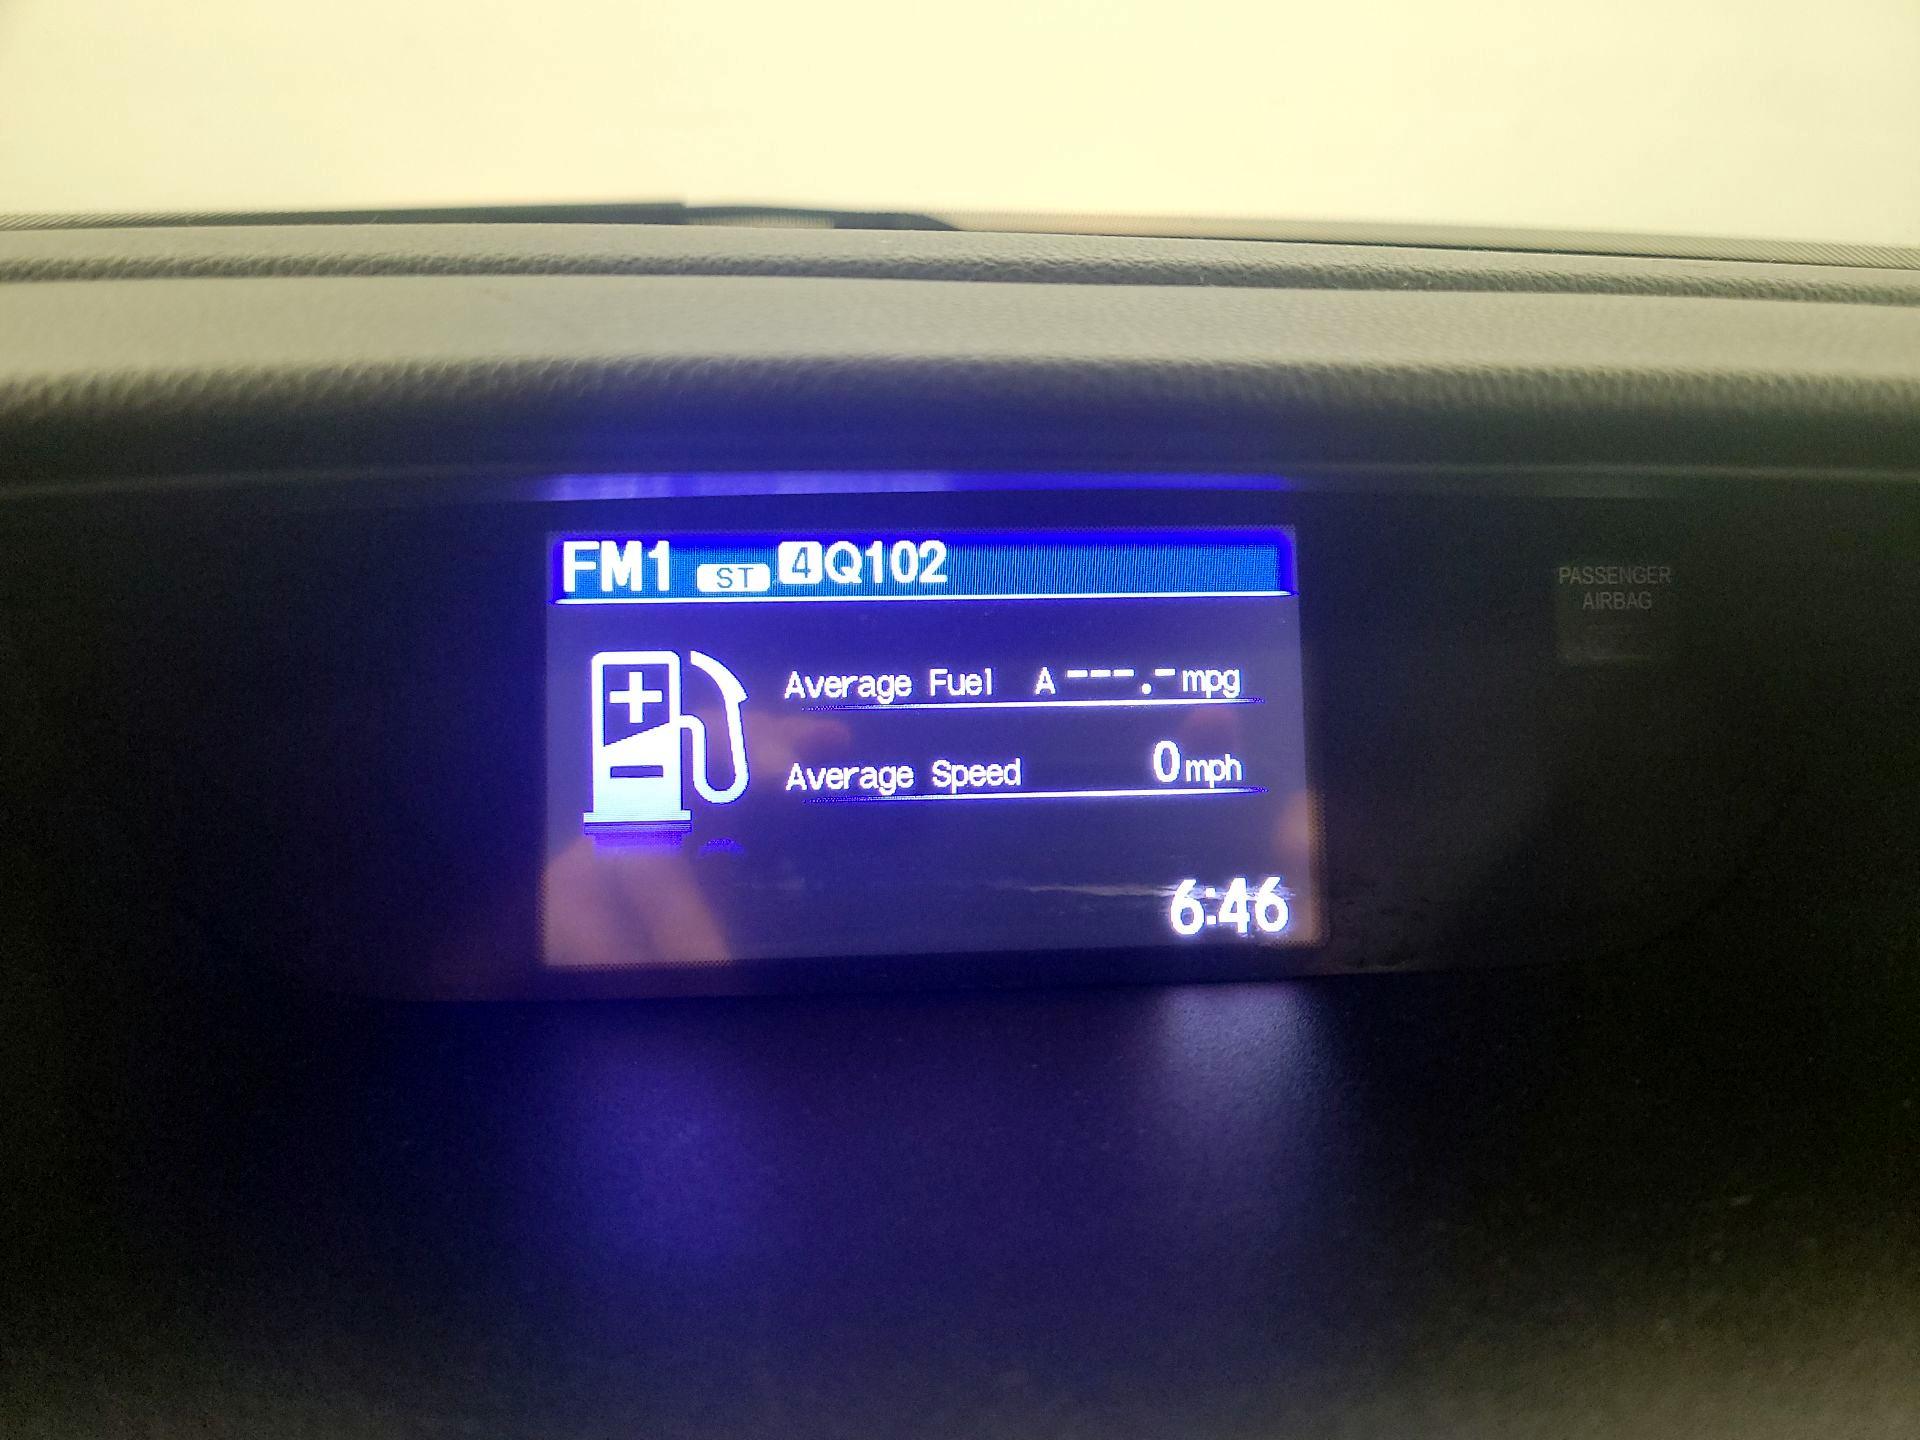 FM1 ST 4 Q102
PASSENGER
AIRBAG
Average Fuel A ---.- mpg
Average Speed 0 mph
6:46